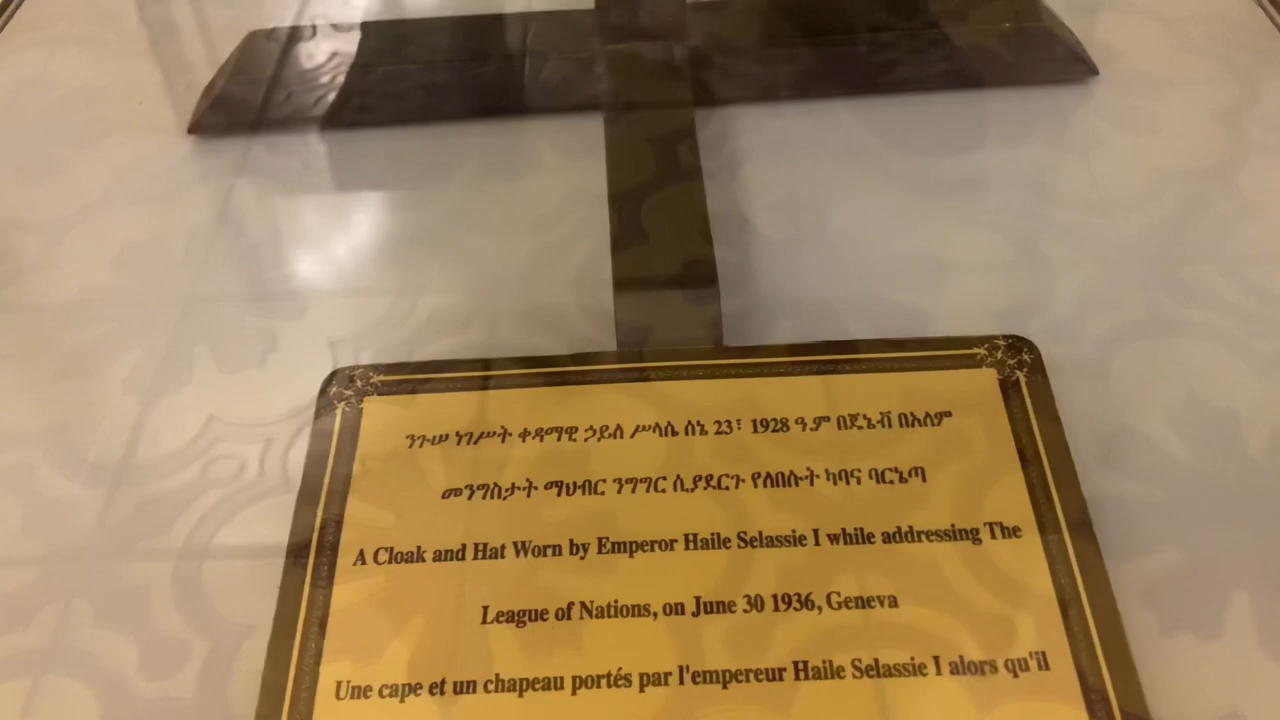 ንጉሠ ነገሥት ቀዳማዊ ኃይለ ሥላሴ ሰኔ 23፣ 1928 ዓ.ም በጄኔቭ በአለም
መንግስታት ማህብር ንግግር ሲያደርጉ የለበሱት ካባና ባርኔጣ
A Cloak and Hat Worn by Emperor Haile Selassie I while addressing The
League of Nations, on June 30 1936, Geneva
Une cape et un chapeau portés par l'empereur Haile Selassie I alors qu'il